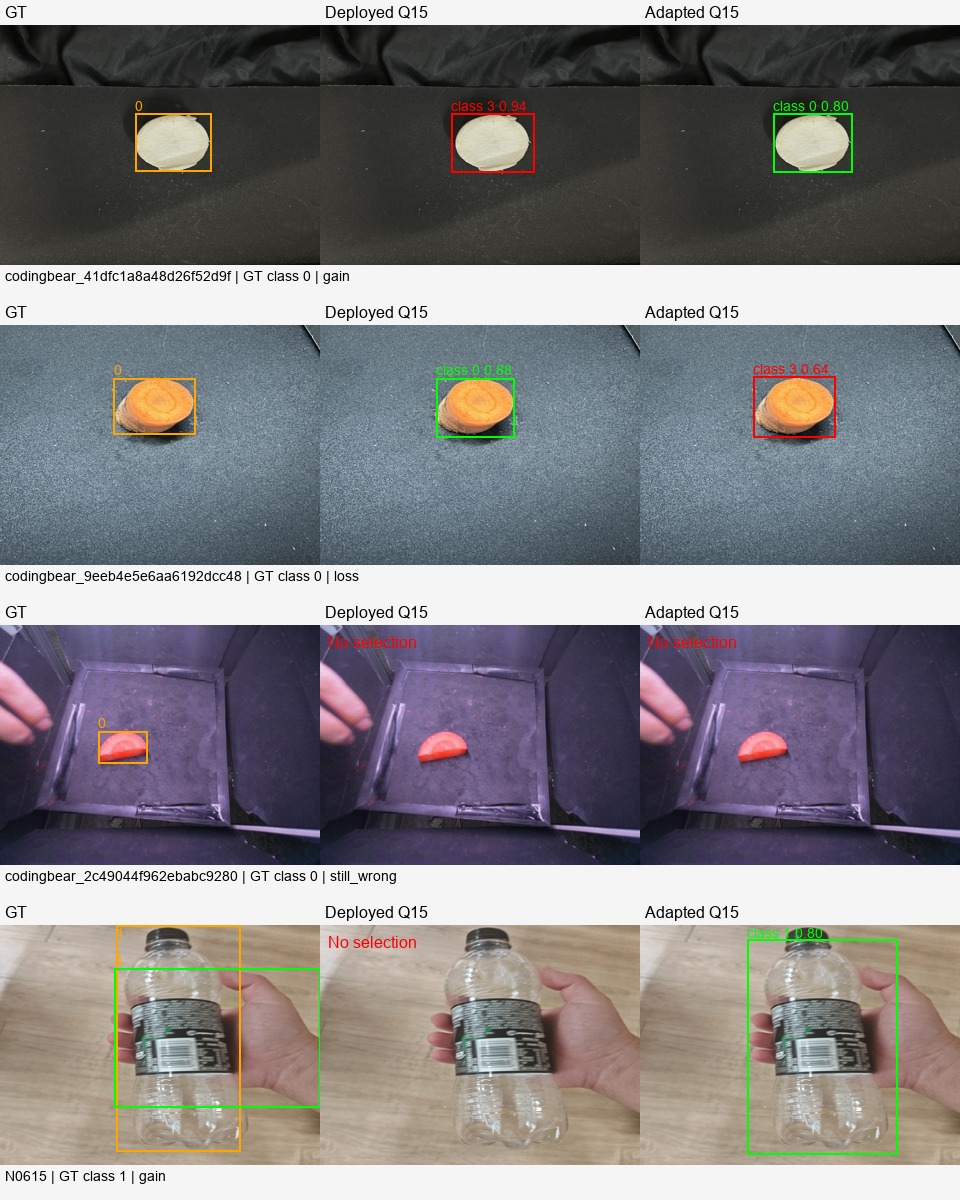 GT Deployed Q15 Adapted Q15
0 class 3 0.94 class 0 0.80
codingbear_41dfc1a8a48d26f52d9f | GT class 0 | gain
GT Deployed Q15 Adapted Q15
0 class 0 0.88 class 3 0.64
codingbear_9eeb4e5e6aa6192dcc48 | GT class 0 | loss
GT Deployed Q15 Adapted Q15
No selection No selection
0
codingbear_2c49044f962ebabc9280 | GT class 0 | still_wrong
GT Deployed Q15 Adapted Q15
No selection class 1 0.80
N0615 | GT class 1 | gain